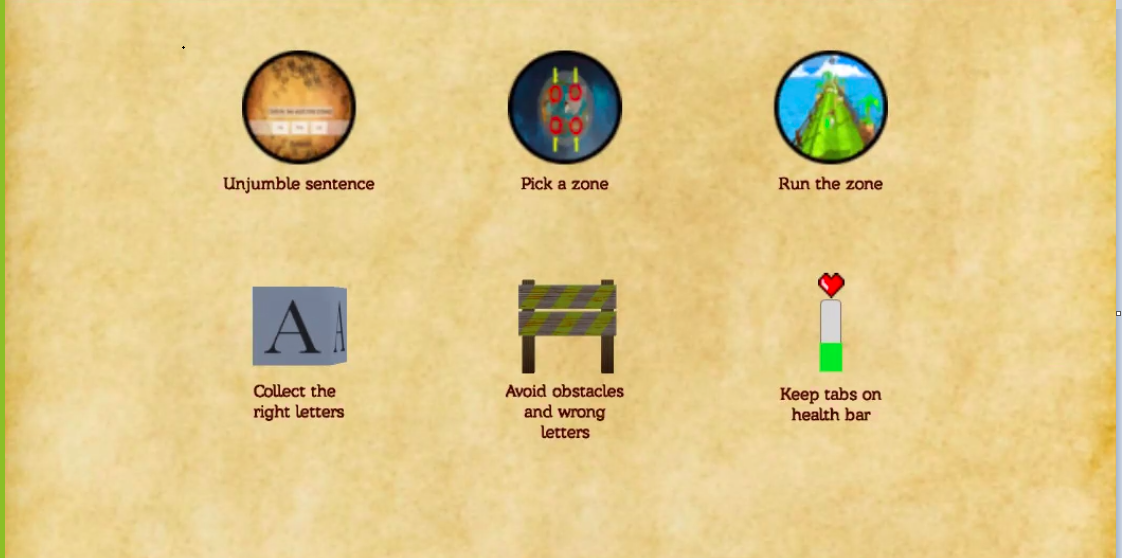 Unjumble sentence
Pick a zone
Run the zone
A A
Collect the
right letters
Avoid obstacles
and wrong
letters
Keep tabs on
health bar